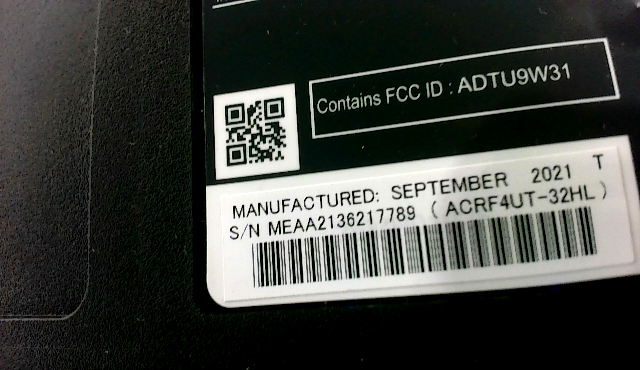 Contains FCC ID : ADTU9W31
MANUFACTURED: SEPTEMBER 2021 T
S/N MEAA2136217789 ( ACRF4UT-32HL )